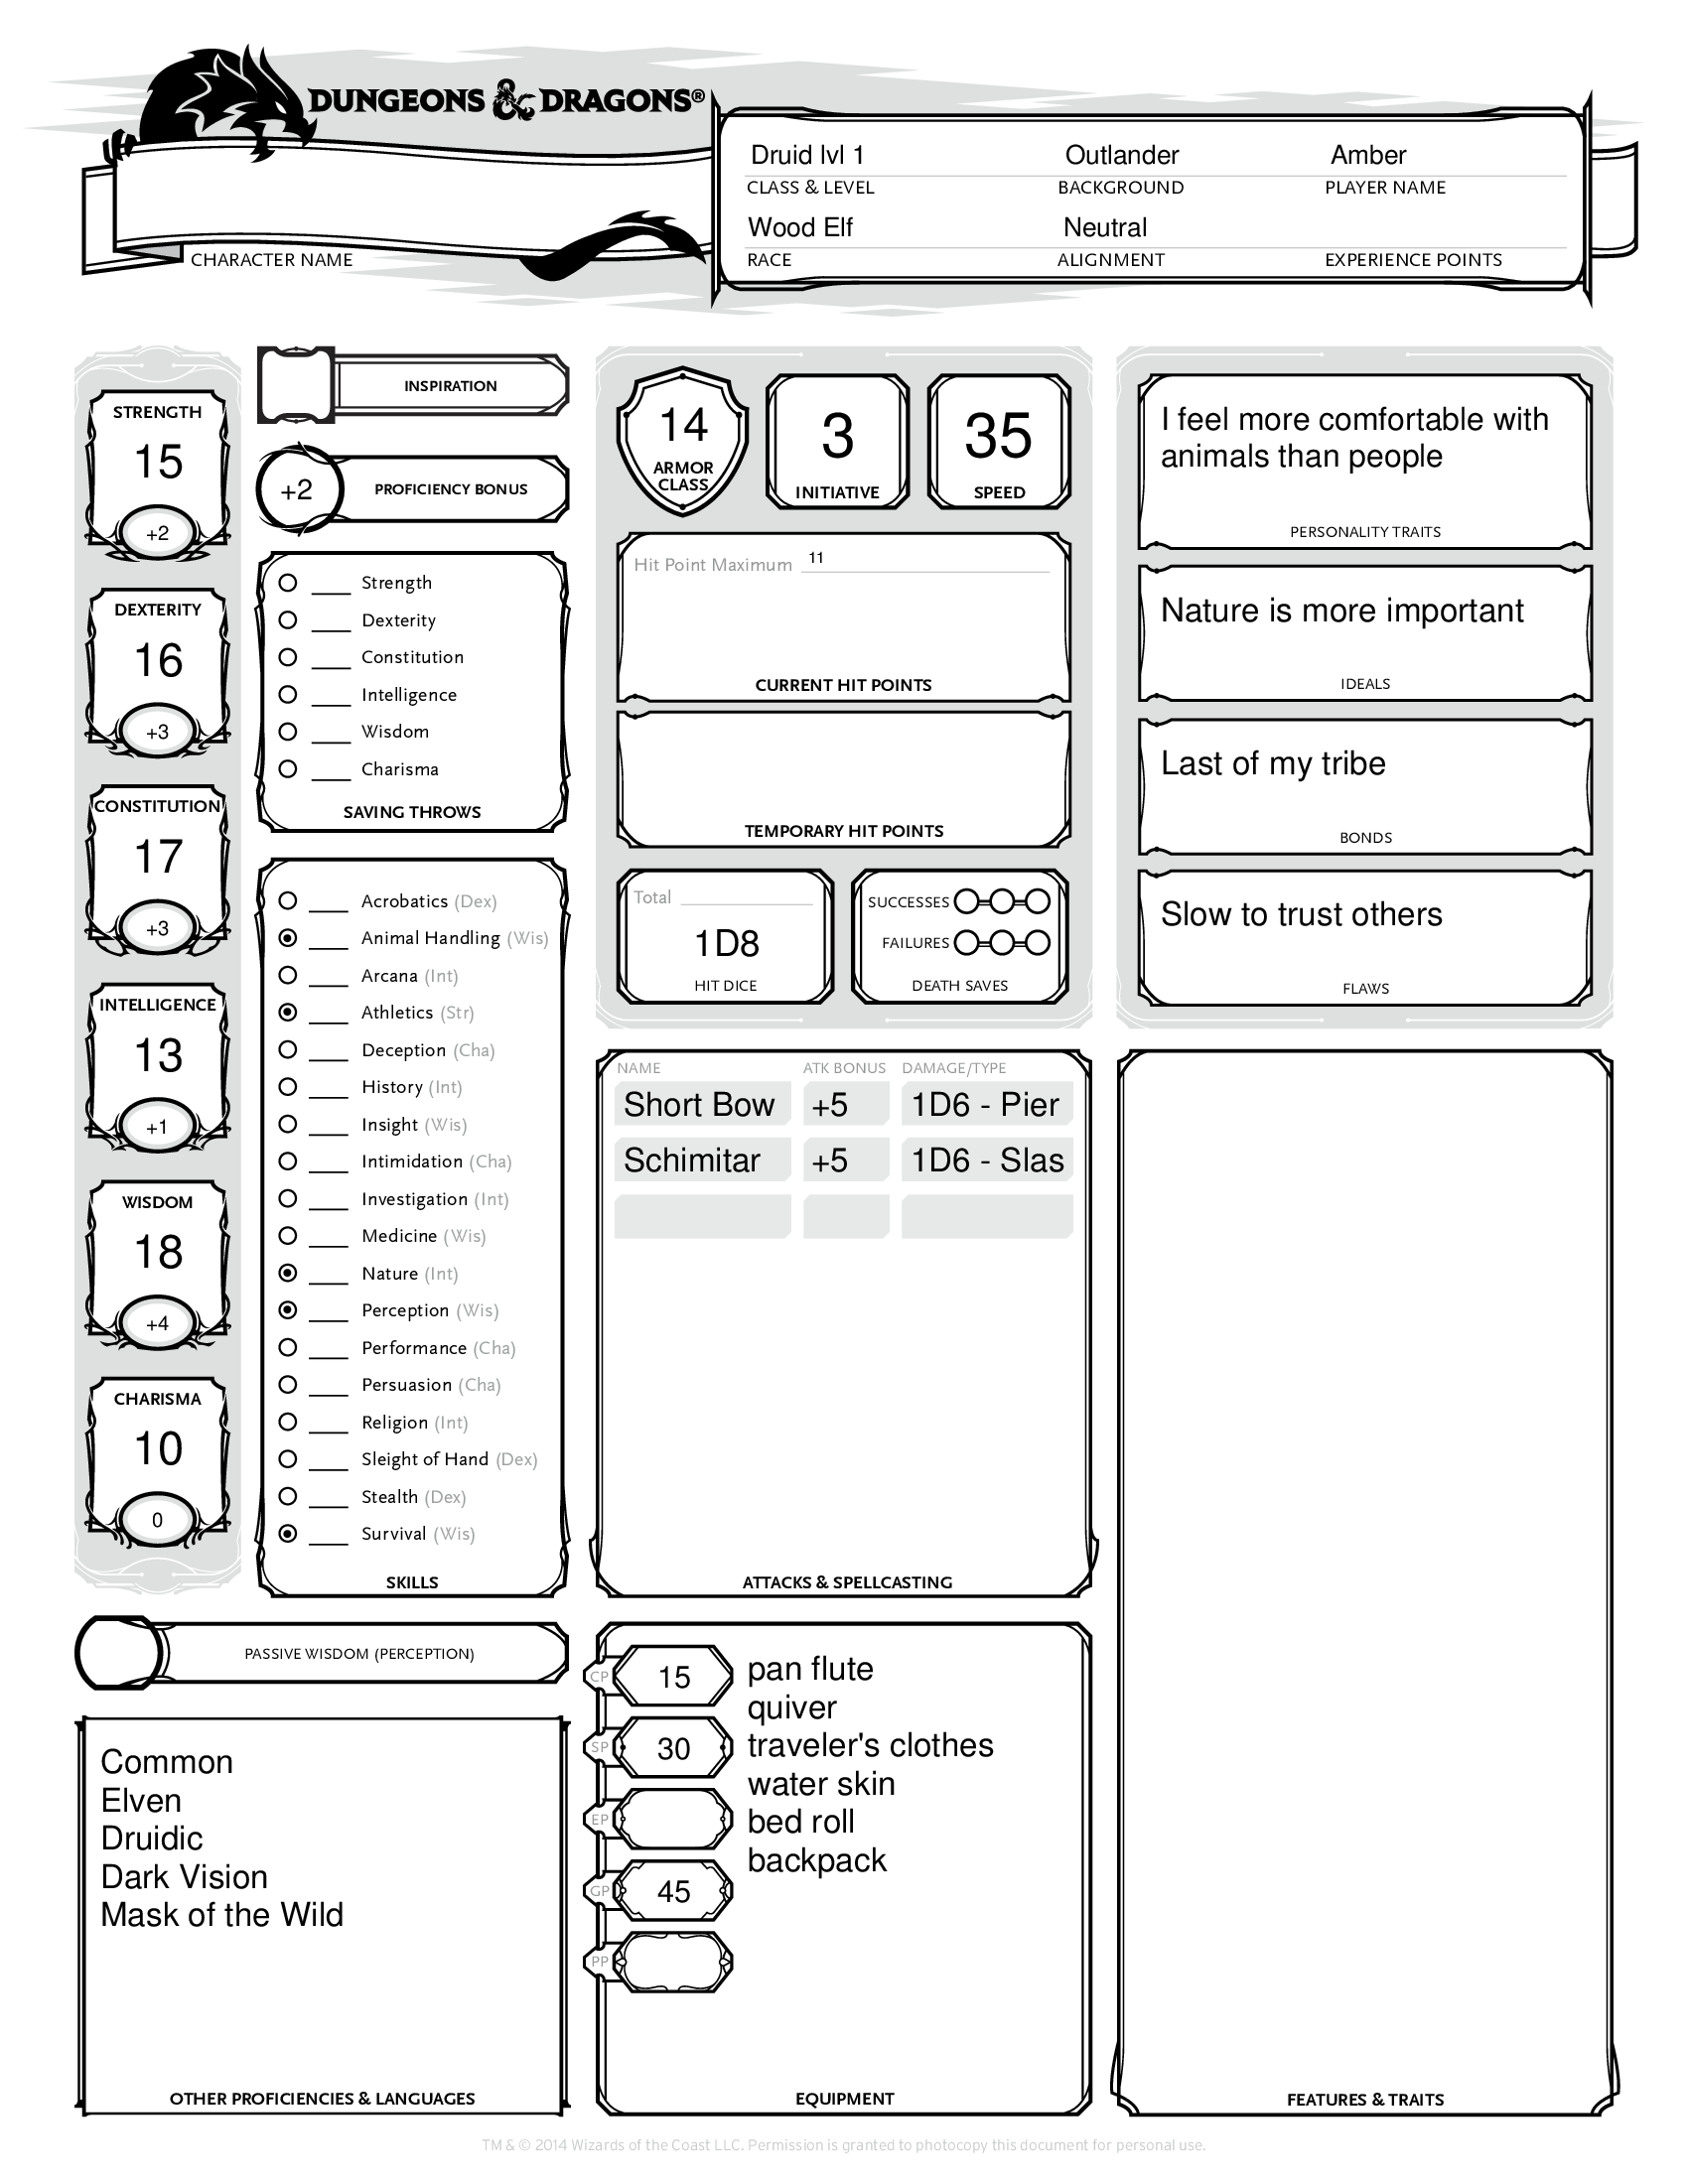 DUNGEONS & DRAGONS®
CHARACTER NAME
Druid lvl 1 Outlander Amber
CLASS & LEVEL BACKGROUND PLAYER NAME
Wood Elf Neutral
RACE ALIGNMENT EXPERIENCE POINTS
STRENGTH
15
+2
DEXTERITY
16
+3
CONSTITUTION
17
+3
INTELLIGENCE
13
+1
WISDOM
18
+4
CHARISMA
10
0
INSPIRATION
+2 PROFICIENCY BONUS
Strength
Dexterity
Constitution
Intelligence
Wisdom
Charisma
SAVING THROWS
Acrobatics (Dex)
Animal Handling (Wis)
Arcana (Int)
Athletics (Str)
Deception (Cha)
History (Int)
Insight (Wis)
Intimidation (Cha)
Investigation (Int)
Medicine (Wis)
Nature (Int)
Perception (Wis)
Performance (Cha)
Persuasion (Cha)
Religion (Int)
Sleight of Hand (Dex)
Stealth (Dex)
Survival (Wis)
SKILLS
PASSIVE WISDOM (PERCEPTION)
Common
Elven
Druidic
Dark Vision
Mask of the Wild
OTHER PROFICIENCIES & LANGUAGES
14
ARMOR
CLASS
3
INITIATIVE
35
SPEED
Hit Point Maximum 11
CURRENT HIT POINTS
TEMPORARY HIT POINTS
Total
1D8
HIT DICE
SUCCESSES
FAILURES
DEATH SAVES
NAME ATK BONUS DAMAGE/TYPE
Short Bow +5 1D6 - Pier
Schimitar +5 1D6 - Slas
ATTACKS & SPELLCASTING
CP 15
SP 30
EP
GP 45
PP
pan flute
quiver
traveler's clothes
water skin
bed roll
backpack
EQUIPMENT
I feel more comfortable with
animals than people
PERSONALITY TRAITS
Nature is more important
IDEALS
Last of my tribe
BONDS
Slow to trust others
FLAWS
FEATURES & TRAITS
TM & © 2014 Wizards of the Coast LLC. Permission is granted to photocopy this document for personal use.